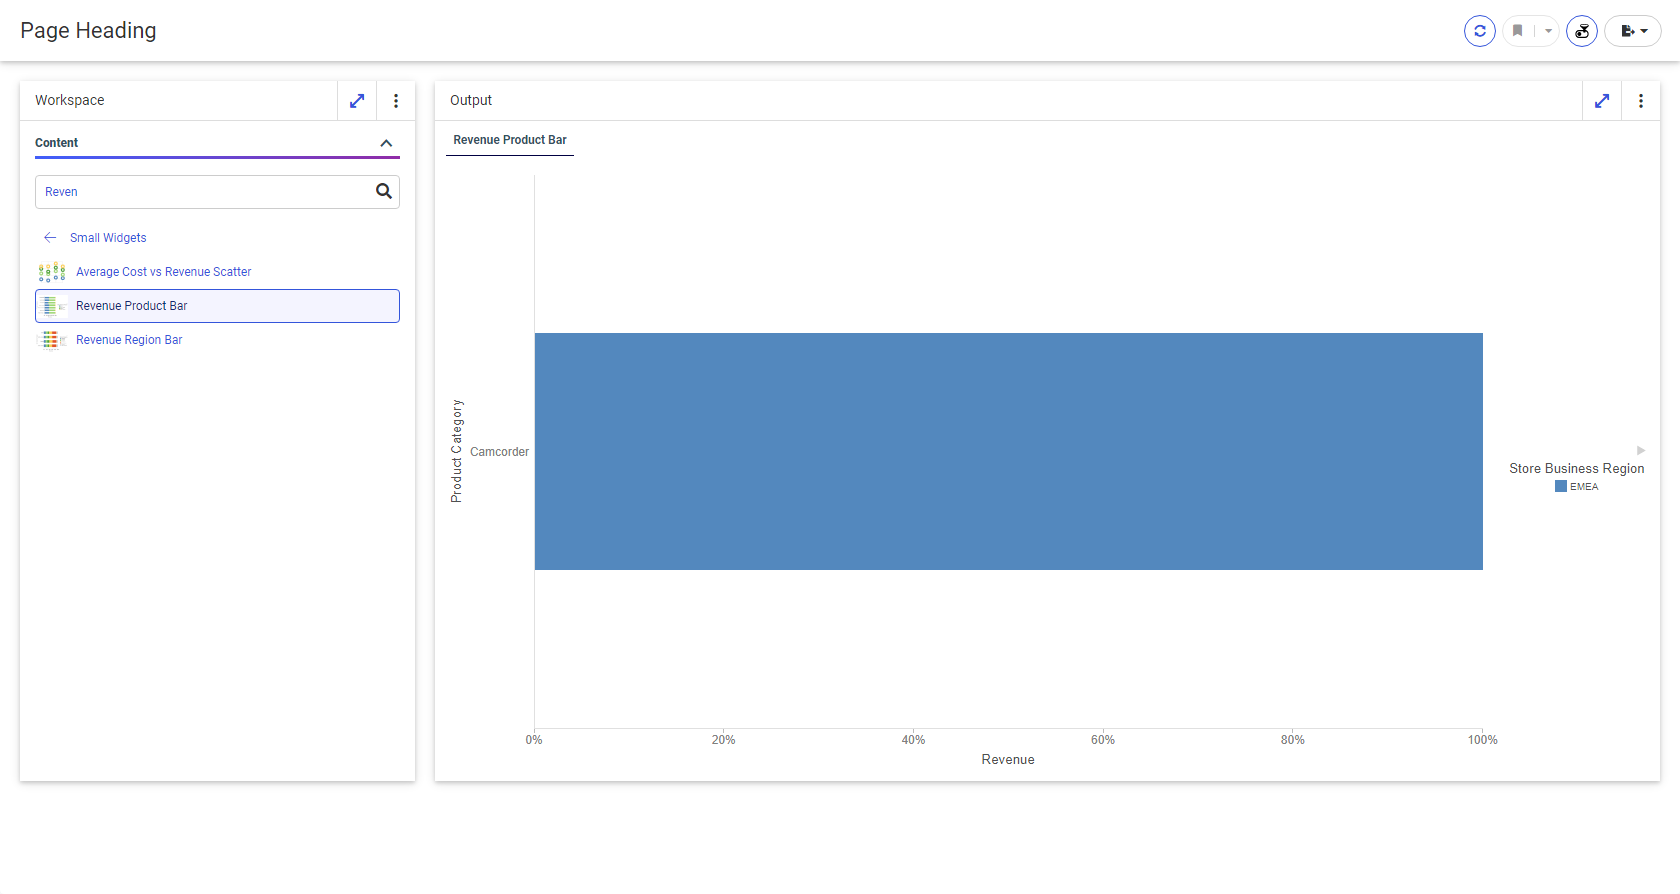 Page Heading
Workspace
Content
Reven
Small Widgets
Average Cost vs Revenue Scatter
Revenue Product Bar
Revenue Region Bar
Output
Revenue Product Bar
Product Category
Camcorder
0% 20% 40% 60% 80% 100%
Revenue
Store Business Region
EMEA